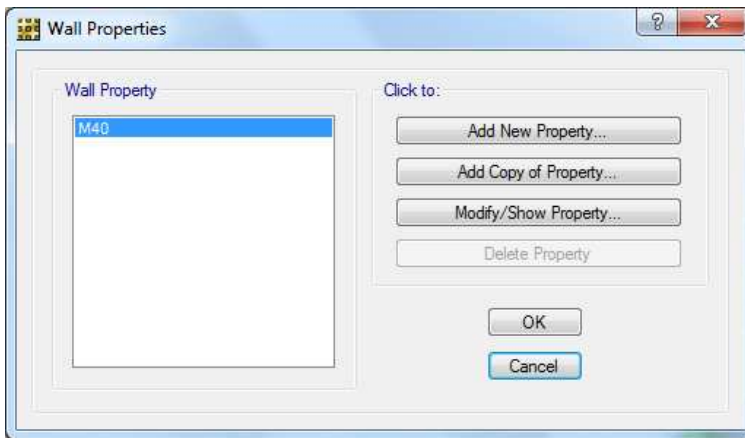 Wall Properties
Wall Property
M40
Click to:
Add New Property...
Add Copy of Property...
Modify/Show Property...
Delete Property
OK
Cancel